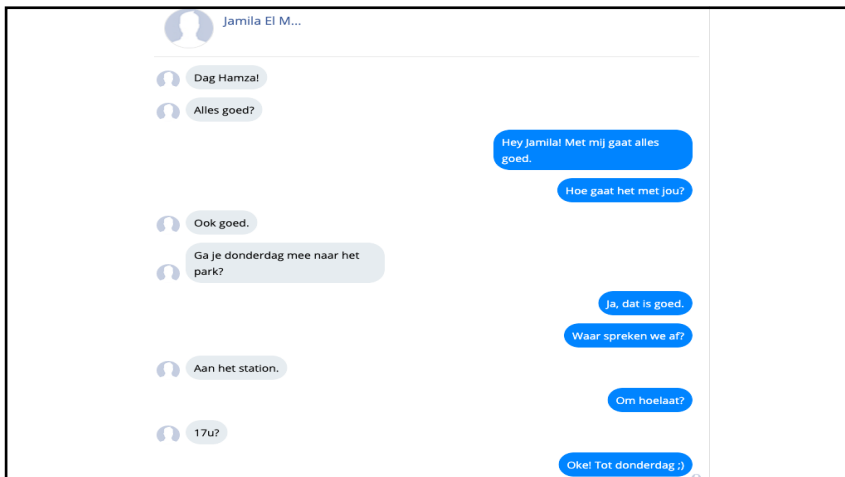 Jamila El M...
Dag Hamza!
Alles goed?
Hey Jamila! Met mij gaat alles
goed.
Hoe gaat het met jou?
Ook goed.
Ga je donderdag mee naar het
park?
Ja, dat is goed.
Waar spreken we af?
Aan het station.
Om hoelaat?
17u?
Oke! Tot donderdag ;)